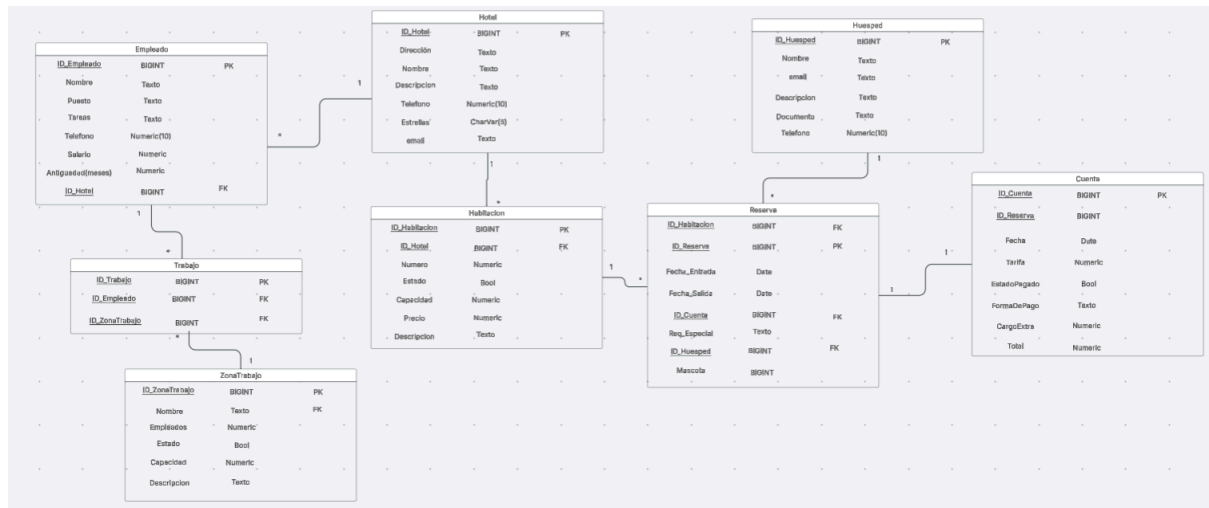 Empleado
ID_Empleado BIGINT PK
Nombre Texto
Puesto Texto
Tareas Texto
Telefono Numeric(10)
Salario Numeric
Antiguedad(meses) Numeric
ID_Hotel BIGINT FK
1
*
Hotel
ID_Hotel BIGINT PK
Dirección Texto
Nombre Texto
Descripcion Texto
Telefono Numeric(10)
Estrellas CharVar(5)
email Texto
1
1
*
Huesped
ID_Huesped BIGINT PK
Nombre Texto
email Texto
Descripcion Texto
Documento Texto
Telefono Numeric(10)
1
*
Trabajo
ID_Trabajo BIGINT PK
ID_Empleado BIGINT FK
ID_ZonaTrabajo BIGINT FK
*
*
1
ZonaTrabajo
ID_ZonaTrabajo BIGINT PK
Nombre Texto FK
Empleados Numeric
Estado Bool
Capacidad Numeric
Descripcion Texto
Habitacion
ID_Habitacion BIGINT PK
ID_Hotel BIGINT FK
Numero Numeric
Estado Bool
Capacidad Numeric
Precio Numeric
Descripcion Texto
1
*
Reserva
ID_Habitacion BIGINT FK
ID_Reserva BIGINT PK
Fecha_Entrada Date
Fecha_Salida Date
ID_Cuenta BIGINT FK
Req_Especial Texto
ID_Huesped BIGINT FK
Mascota BIGINT
1
1
Cuenta
ID_Cuenta BIGINT PK
ID_Reserva BIGINT
Fecha Date
Tarifa Numeric
EstadoPagado Bool
FormaDePago Texto
CargoExtra Numeric
Total Numeric